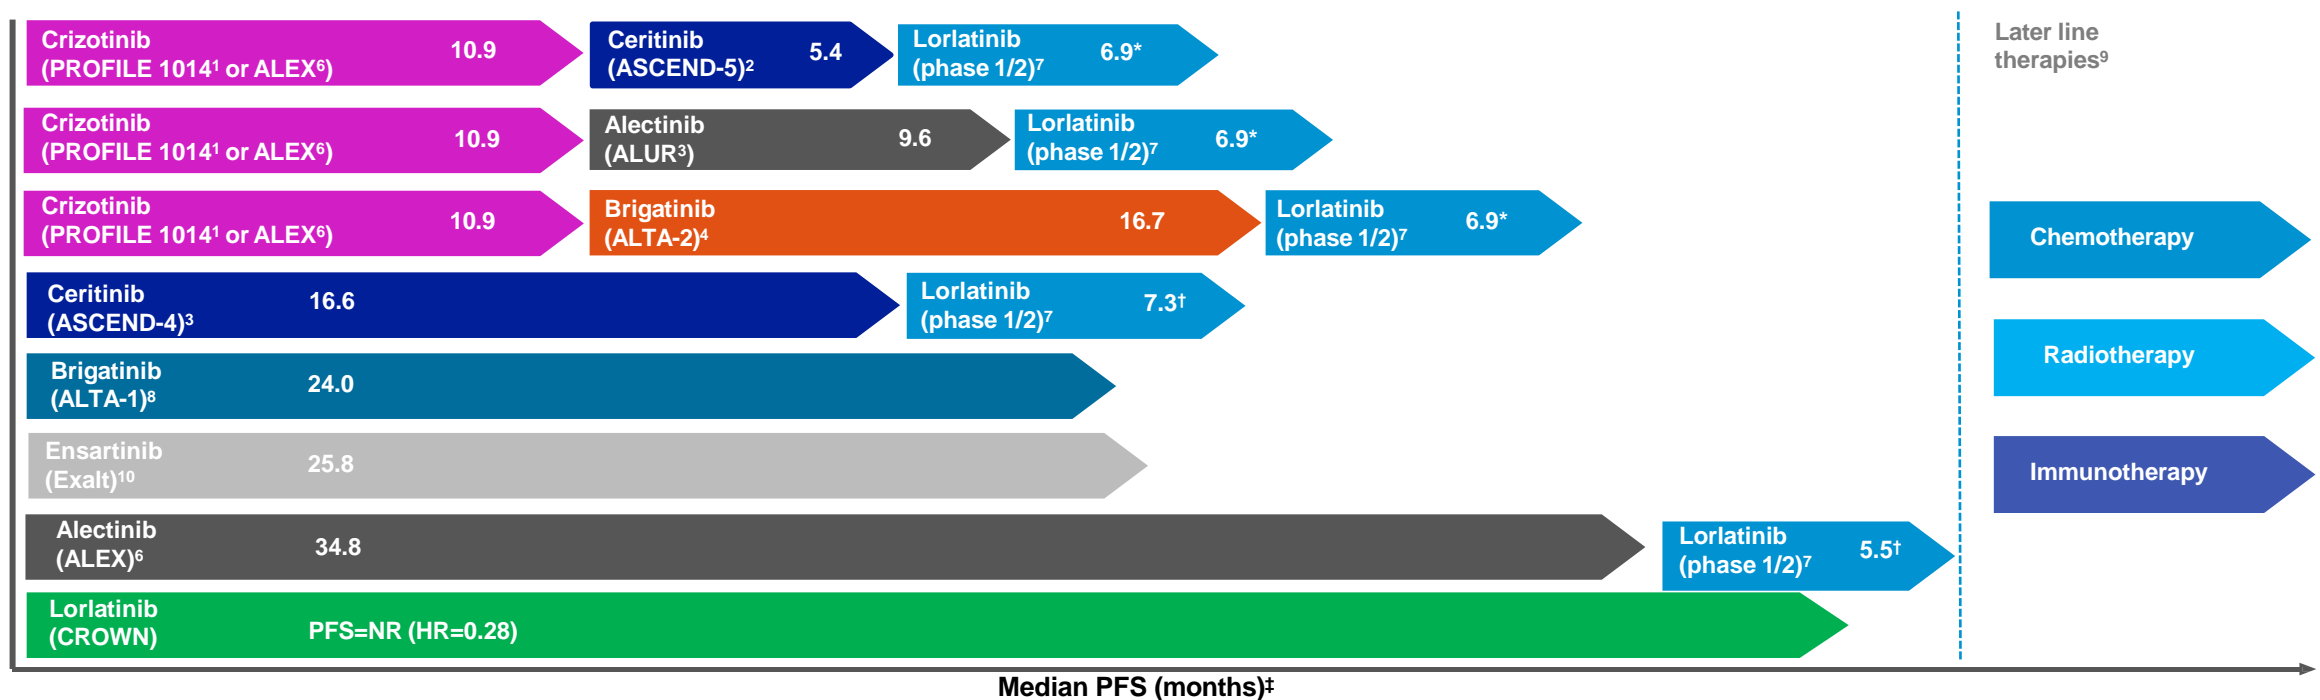 Crizotinib
(PROFILE 1014¹ or ALEX⁶)
10.9
Ceritinib
(ASCEND-5)²
5.4
Lorlatinib
(phase 1/2)⁷
6.9*
Later line
therapies⁹
Crizotinib
(PROFILE 1014¹ or ALEX⁶)
10.9
Alectinib
(ALUR³)
9.6
Lorlatinib
(phase 1/2)⁷
6.9*
Crizotinib
(PROFILE 1014¹ or ALEX⁶)
10.9
Brigatinib
(ALTA-2)⁴
16.7
Lorlatinib
(phase 1/2)⁷
6.9*
Chemotherapy
Ceritinib
(ASCEND-4)³
16.6
Lorlatinib
(phase 1/2)⁷
7.3†
Radiotherapy
Brigatinib
(ALTA-1)⁸
24.0
Ensartinib
(Exalt)¹⁰
25.8
Immunotherapy
Alectinib
(ALEX)⁶
34.8
Lorlatinib
(phase 1/2)⁷
5.5†
Lorlatinib
(CROWN)
PFS=NR (HR=0.28)
Median PFS (months)‡